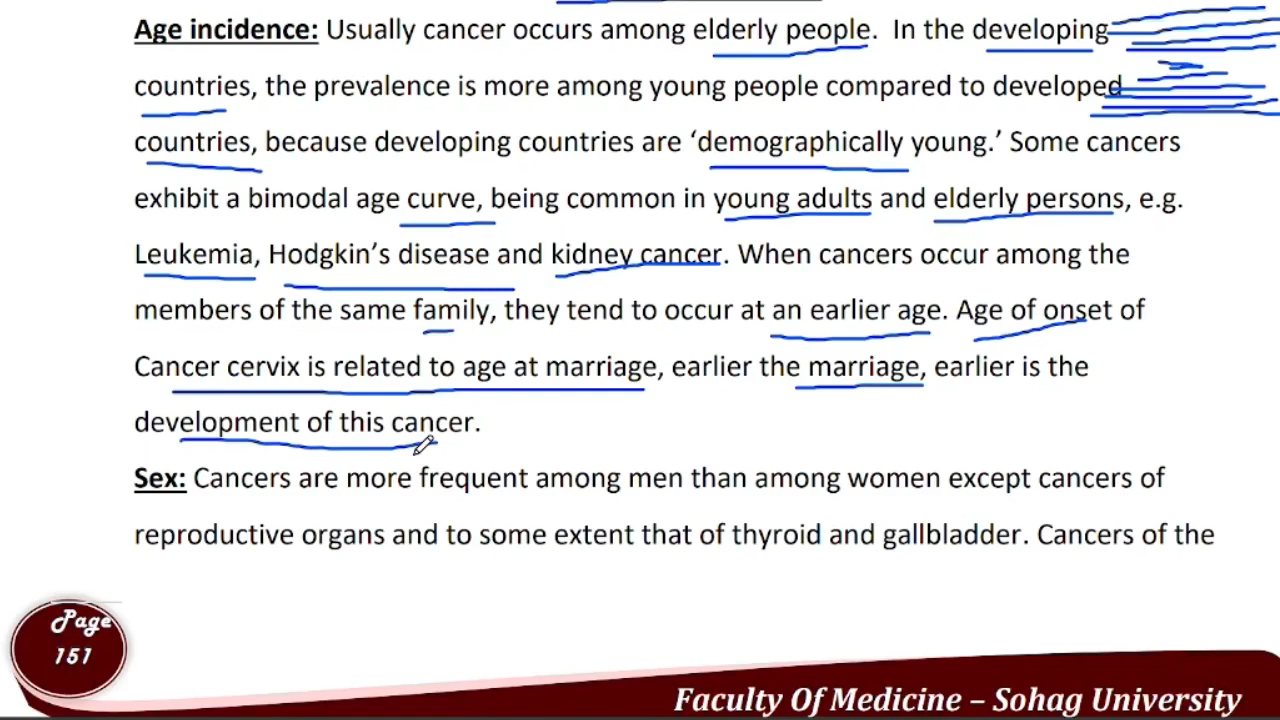 Age incidence: Usually cancer occurs among elderly people. In the developing
countries, the prevalence is more among young people compared to developed
countries, because developing countries are ‘demographically young.’ Some cancers
exhibit a bimodal age curve, being common in young adults and elderly persons, e.g.
Leukemia, Hodgkin’s disease and kidney cancer. When cancers occur among the
members of the same family, they tend to occur at an earlier age. Age of onset of
Cancer cervix is related to age at marriage, earlier the marriage, earlier is the
development of this cancer.
Sex: Cancers are more frequent among men than among women except cancers of
reproductive organs and to some extent that of thyroid and gallbladder. Cancers of the
Page
151
Faculty Of Medicine – Sohag University